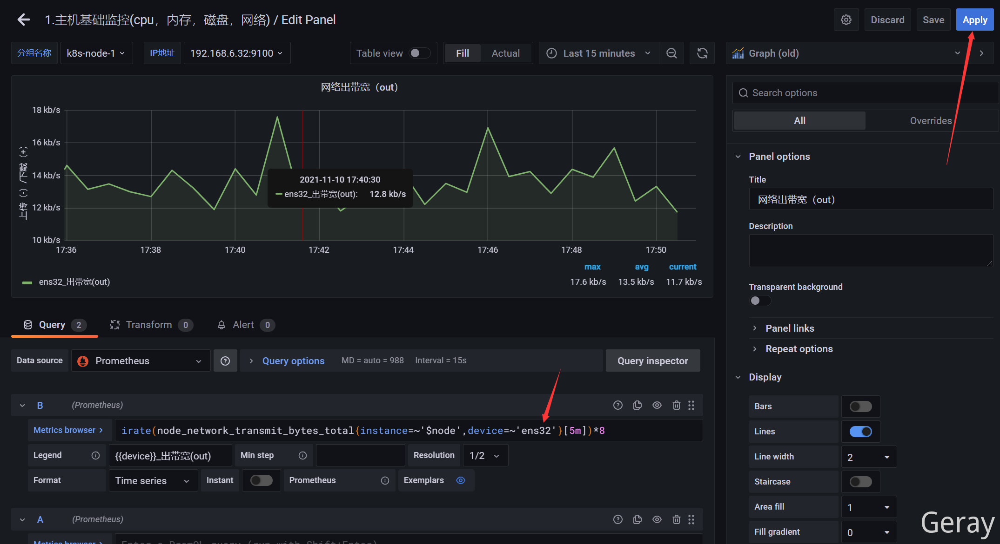 1.主机基础监控(cpu，内存，磁盘，网络) / Edit Panel
Discard
Save
Apply
分组名称
k8s-node-1
IP地址
192.168.6.32:9100
Table view
Fill
Actual
Last 15 minutes
Graph (old)
网络出带宽（out）
上传（-）/下载（+）
18 kb/s
16 kb/s
14 kb/s
12 kb/s
10 kb/s
17:36
17:38
17:40
17:42
17:44
17:46
17:48
17:50
2021-11-10 17:40:30
ens32_出带宽(out): 12.8 kb/s
max avg current
ens32_出带宽(out) 17.6 kb/s 13.5 kb/s 11.7 kb/s
Search options
All
Overrides
Panel options
Title
网络出带宽（out）
Description
Transparent background
Panel links
Repeat options
Display
Bars
Lines
Line width 2
Staircase
Area fill 1
Fill gradient 0
Query 2
Transform 0
Alert 0
Data source
Prometheus
Query options
MD = auto = 988
Interval = 15s
Query inspector
B (Prometheus)
Metrics browser >
irate(node_network_transmit_bytes_total{instance=~'$node',device=~'ens32'}[5m])*8
Legend
{{device}}_出带宽(out)
Min step
Resolution
1/2
Format
Time series
Instant
Prometheus
Exemplars
A (Prometheus)
Metrics browser >
Enter a PromQL query (run with Shift+Enter)
Geray